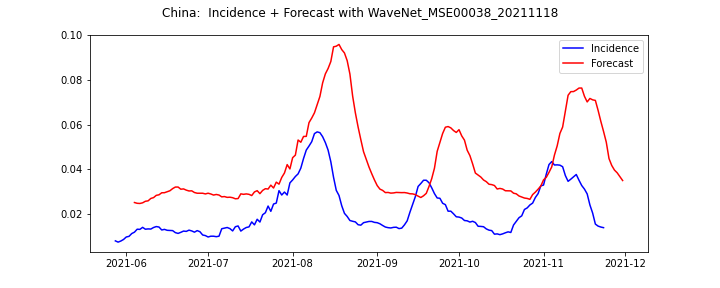 China:  Incidence + Forecast with WaveNet_MSE00038_20211118
0.10
0.08
0.06
0.04
0.02
Incidence
Forecast
2021-06 2021-07 2021-08 2021-09 2021-10 2021-11 2021-12